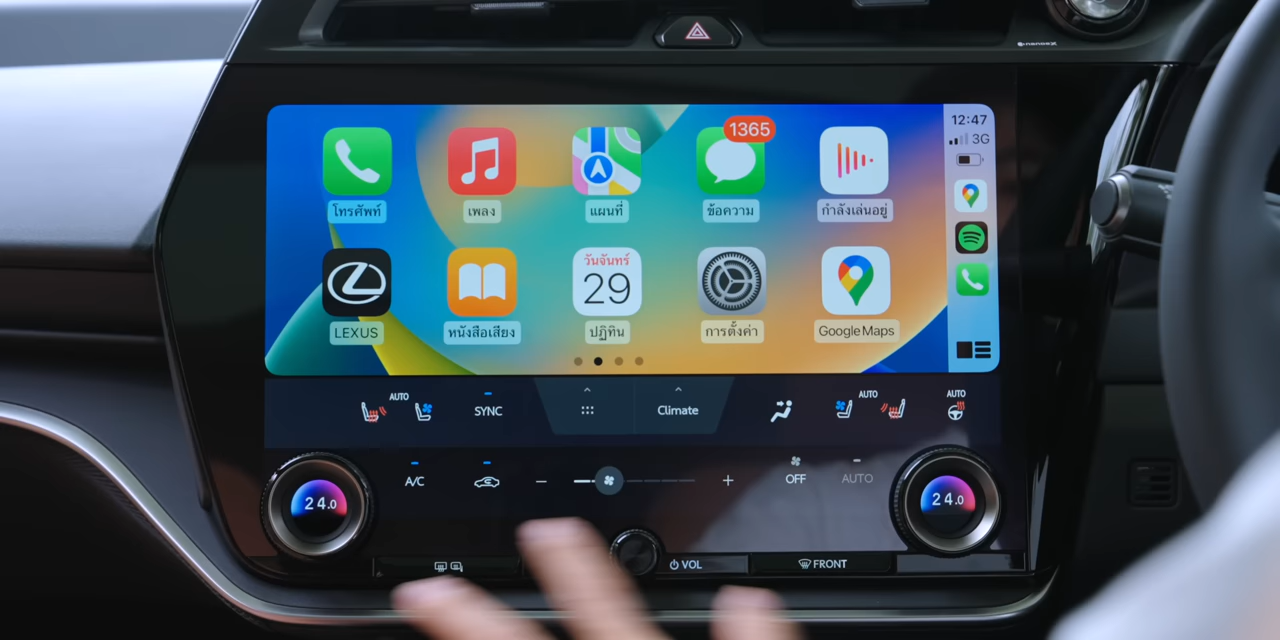 nanoeX
12:47
3G
1365
โทรศัพท์
เพลง
แผนที่
ข้อความ
กำลังเล่นอยู่
วันจันทร์
29
LEXUS
หนังสือเสียง
ปฏิทิน
การตั้งค่า
Google Maps
AUTO
SYNC
Climate
AUTO
AUTO
A/C
OFF
AUTO
24.0
24.0
VOL
FRONT